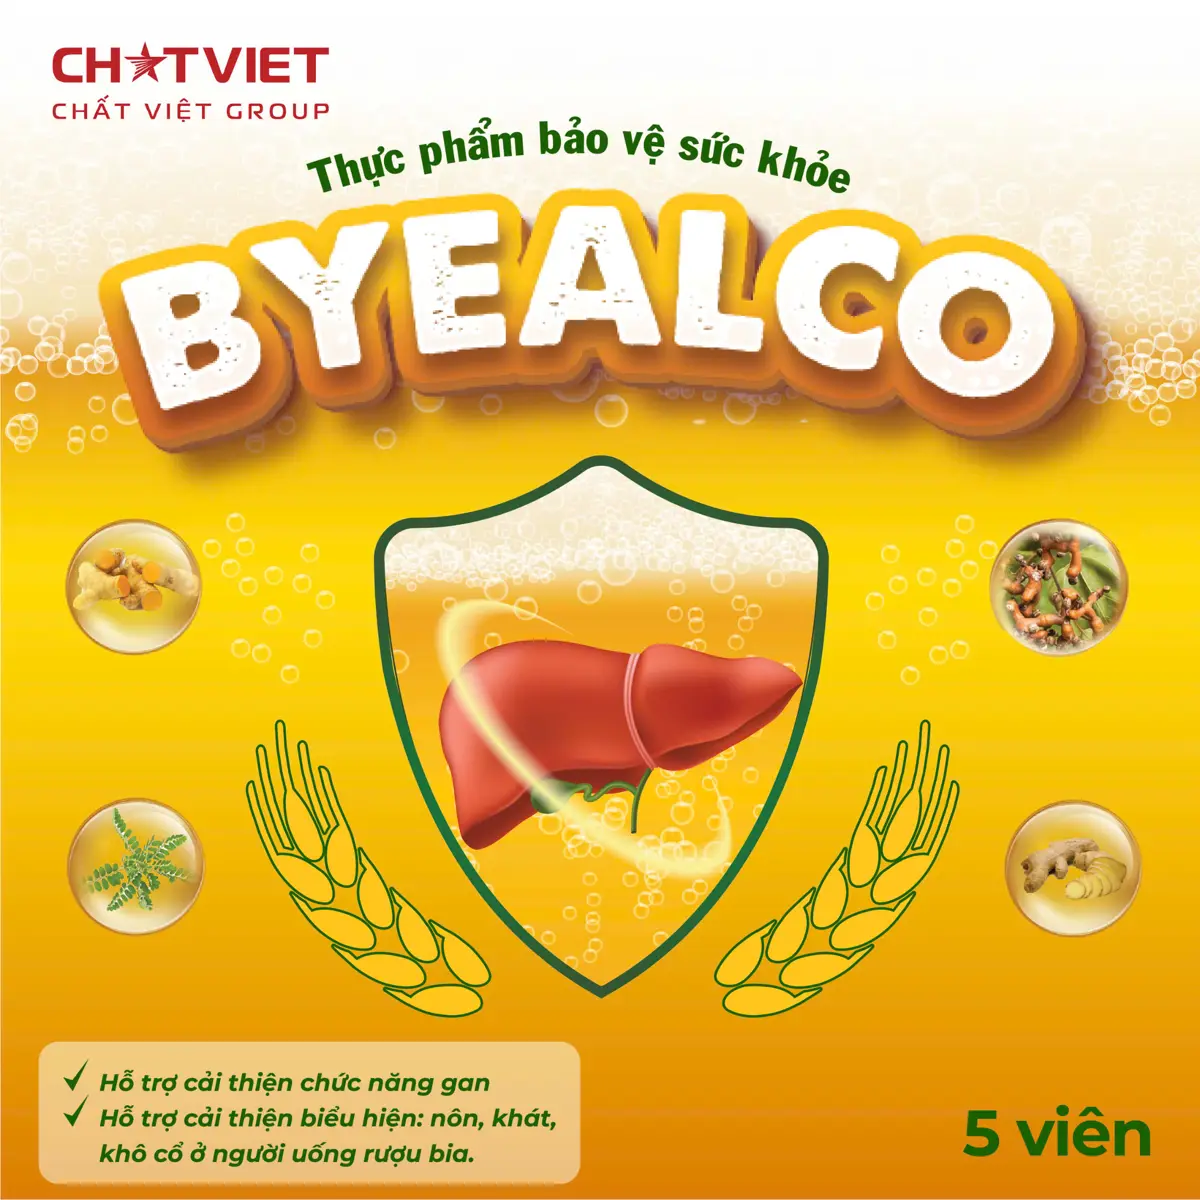 CHATVIET
CHẤT VIỆT GROUP
Thực phẩm bảo vệ sức khỏe
BYEALCO
Hỗ trợ cải thiện chức năng gan
Hỗ trợ cải thiện biểu hiện: nôn, khát,
khô cổ ở người uống rượu bia.
5 viên